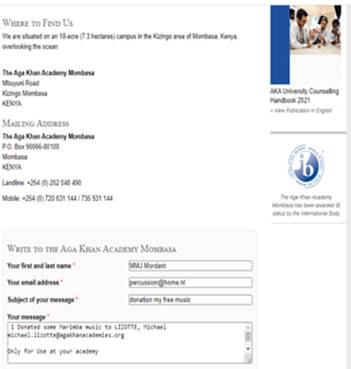 WHERE TO FIND US
We are situated on an 18-acre (7.3 hectares) campus in the Kizingo area of Mombasa, Kenya,
overlooking the ocean.
The Aga Khan Academy Mombasa
Mbuyuni Road
Kizingo Mombasa
KENYA
MAILING ADDRESS
The Aga Khan Academy Mombasa
P.O. Box 90066-80100
Mombasa
KENYA
Landline: +254 (0) 202 048 490
Mobile: +254 (0) 720 631 144 / 735 931 144
WRITE TO THE AGA KHAN ACADEMY MOMBASA
Your first and last name *
MMJ Mordant
Your email address *
percussion@home.nl
Subject of your message *
donation my free music
Your message *
I Donated some Marimba music to LIZOTTE, Michael
michael.lizotte@agakhanacademies.org
Only for Use at your academy
AKA University Counselling
Handbook 2021
» View Publication in English
The Aga Khan Academy
Mombasa has been awarded IB
status by the International Body